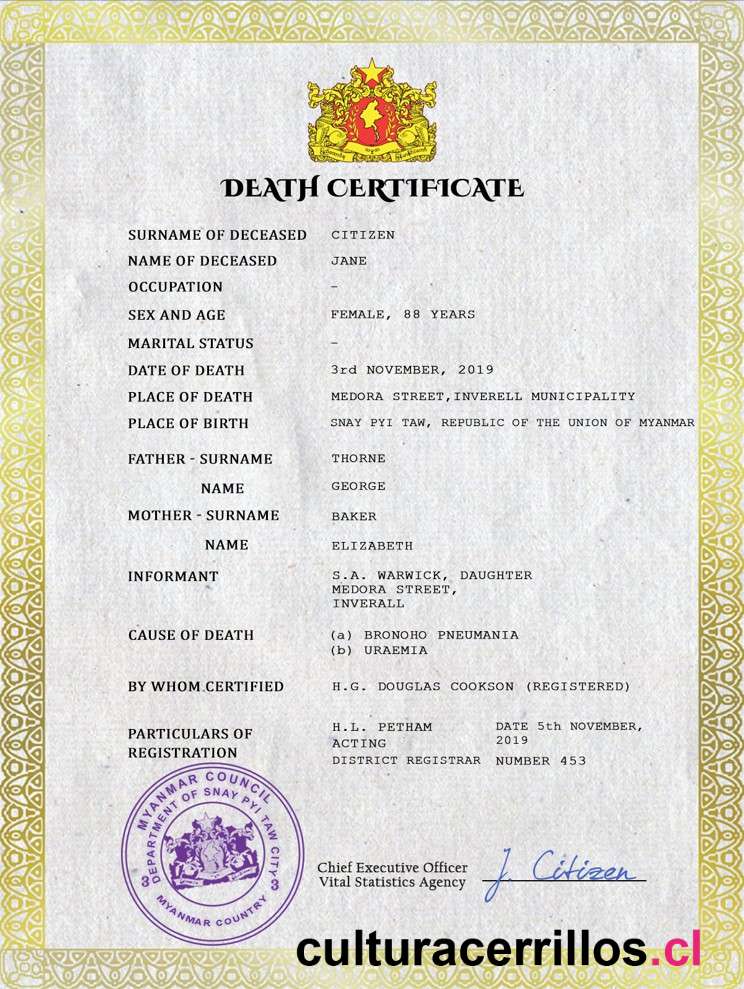 DEATH CERTIFICATE
SURNAME OF DECEASED CITIZEN
NAME OF DECEASED JANE
OCCUPATION –
SEX AND AGE FEMALE, 88 YEARS
MARITAL STATUS –
DATE OF DEATH 3rd NOVEMBER, 2019
PLACE OF DEATH MEDORA STREET,INVERELL MUNICIPALITY
PLACE OF BIRTH SNAY PYI TAW, REPUBLIC OF THE UNION OF MYANMAR
FATHER - SURNAME THORNE
NAME GEORGE
MOTHER - SURNAME BAKER
NAME ELIZABETH
INFORMANT S.A. WARWICK, DAUGHTER
MEDORA STREET,
INVERALL
CAUSE OF DEATH (a) BRONOHO PNEUMANIA
(b) URAEMIA
BY WHOM CERTIFIED H.G. DOUGLAS COOKSON (REGISTERED)
PARTICULARS OF
REGISTRATION
H.L. PETHAM
ACTING
DISTRICT REGISTRAR
DATE 5th NOVEMBER,
2019
NUMBER 453
MYANMAR COUNCIL
DEPARTMENT OF SNAY PYI TAW CITY
3 3
MYANMAR COUNTRY
Chief Executive Officer
Vital Statistics Agency
J. Citizen
culturacerrillos.cl